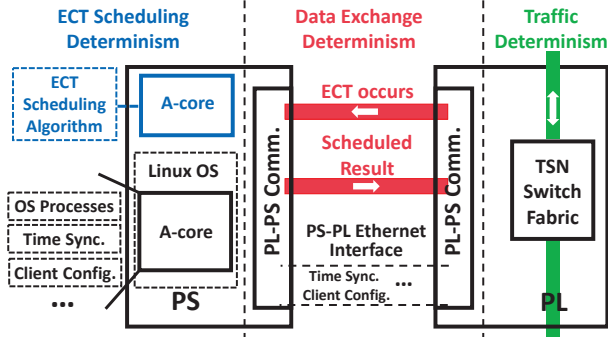 ECT Scheduling
Determinism
Data Exchange
Determinism
Traffic
Determinism
ECT
Scheduling
Algorithm
A-core
Linux OS
A-core
OS Processes
Time Sync.
Client Config.
...
PS
PL-PS Comm.
ECT occurs
Scheduled
Result
PS-PL Ethernet
Interface
Time Sync.
Client Config.
...
PL-PS Comm.
TSN
Switch
Fabric
PL